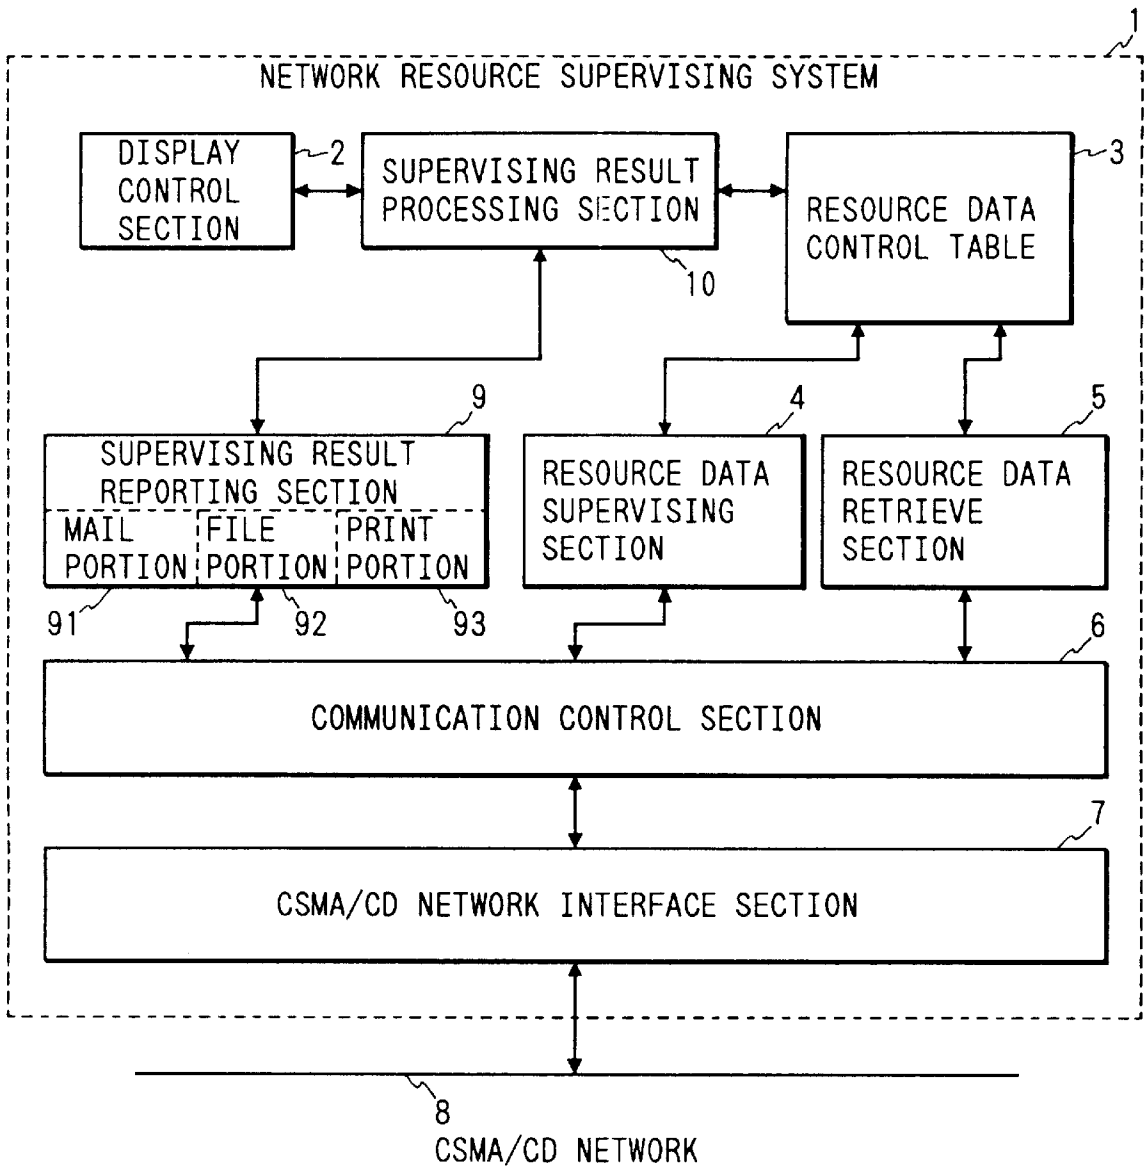 1
NETWORK RESOURCE SUPERVISING SYSTEM
DISPLAY
CONTROL
SECTION
2
SUPERVISING RESULT
PROCESSING SECTION
10
RESOURCE DATA
CONTROL TABLE
3
9
SUPERVISING RESULT
REPORTING SECTION
MAIL
PORTION
FILE
PORTION
PRINT
PORTION
91
92
93
4
RESOURCE DATA
SUPERVISING
SECTION
5
RESOURCE DATA
RETRIEVE
SECTION
6
COMMUNICATION CONTROL SECTION
7
CSMA/CD NETWORK INTERFACE SECTION
8
CSMA/CD NETWORK